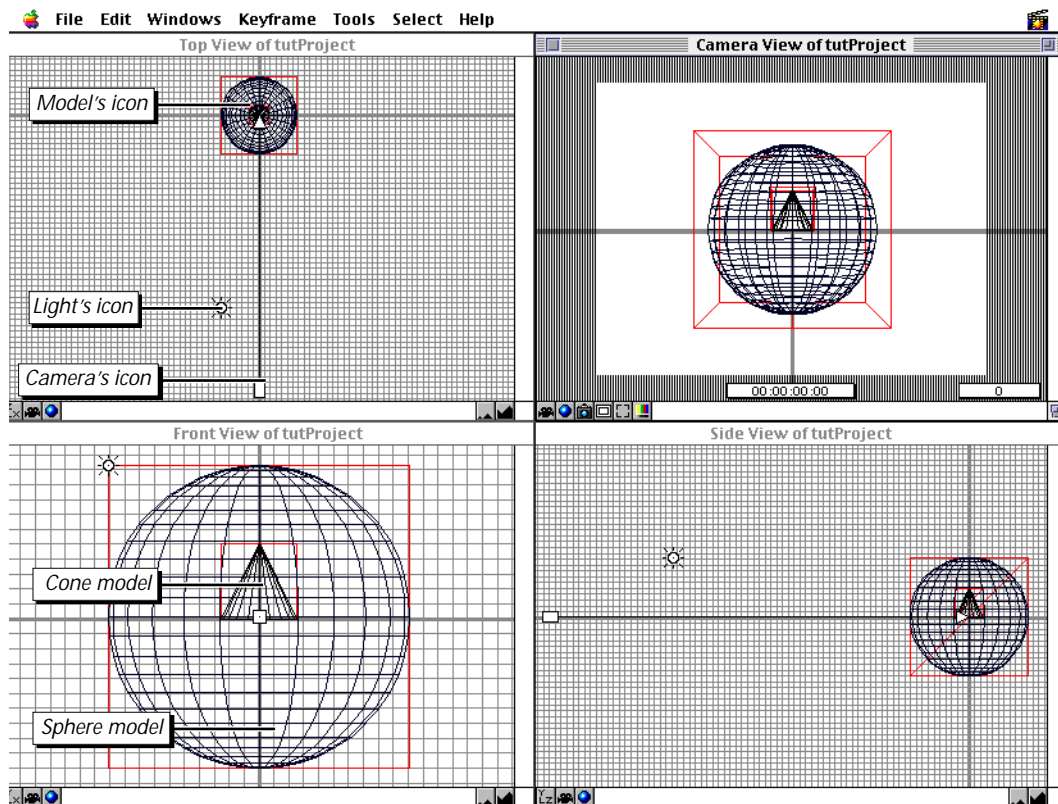 File Edit Windows Keyframe Tools Select Help
Top View of tutProject
Camera View of tutProject
Model's icon
Light's icon
Camera's icon
00:00:00:00
0
Front View of tutProject
Side View of tutProject
Cone model
Sphere model